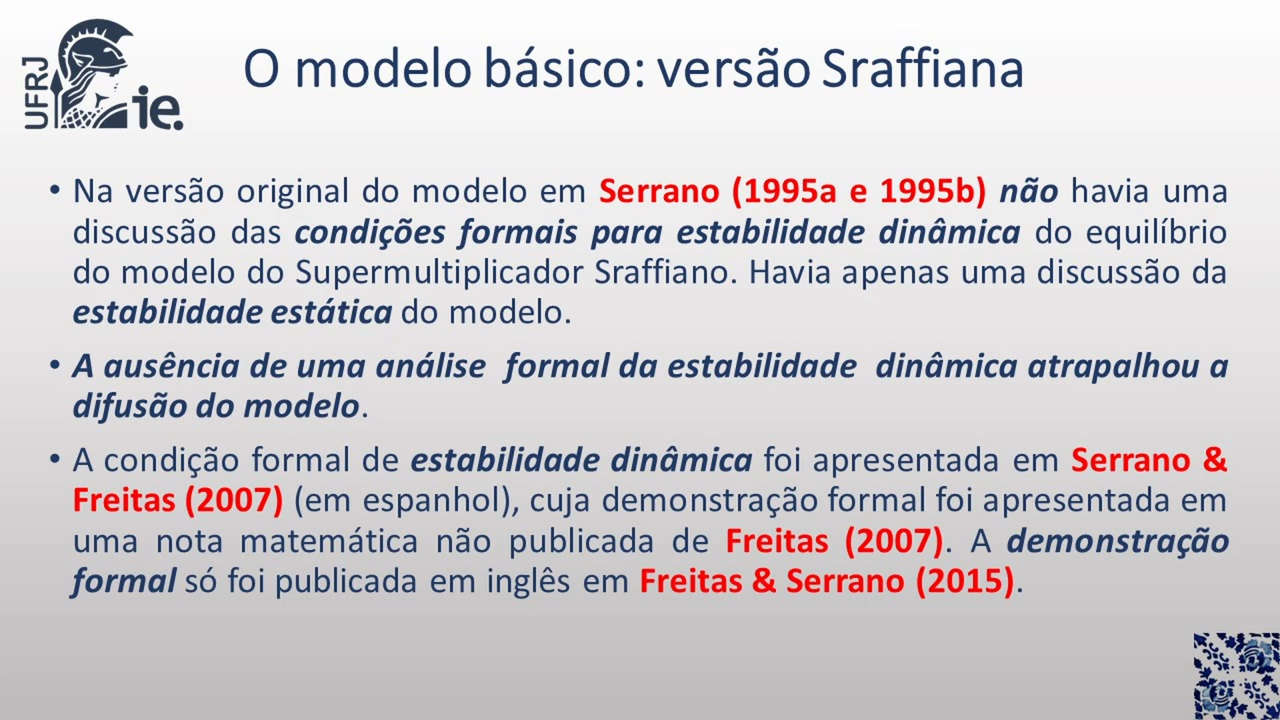 UFRJ
ie.
O modelo básico: versão Sraffiana
• Na versão original do modelo em Serrano (1995a e 1995b) não havia uma
discussão das condições formais para estabilidade dinâmica do equilíbrio
do modelo do Supermultiplicador Sraffiano. Havia apenas uma discussão da
estabilidade estática do modelo.
• A ausência de uma análise formal da estabilidade dinâmica atrapalhou a
difusão do modelo.
• A condição formal de estabilidade dinâmica foi apresentada em Serrano &
Freitas (2007) (em espanhol), cuja demonstração formal foi apresentada em
uma nota matemática não publicada de Freitas (2007). A demonstração
formal só foi publicada em inglês em Freitas & Serrano (2015).